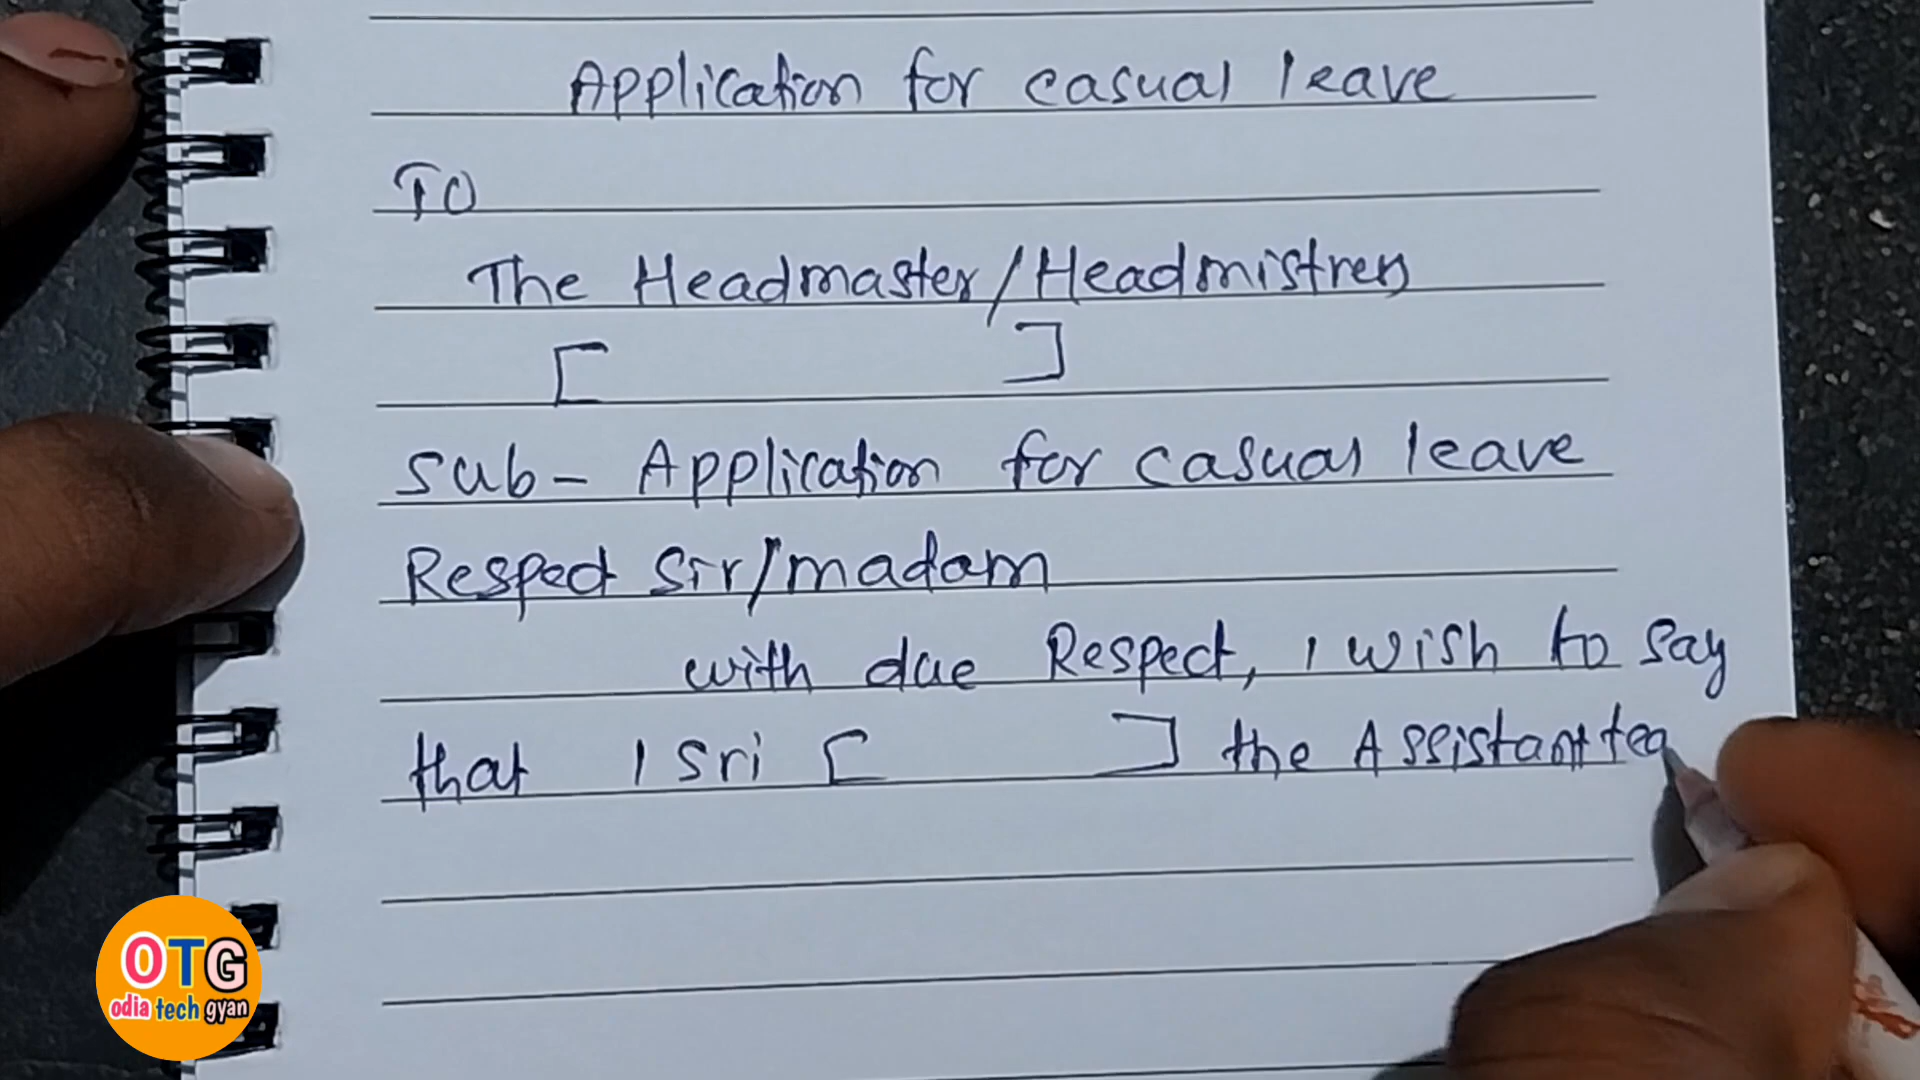 Application for casual leave
To
The Headmaster/Headmistress
[ ]
Sub- Application for casual leave
Respect Sir/madam
with due Respect, I wish to say
that I Sri [ ] the Assistant tea
OTG
odia tech gyan